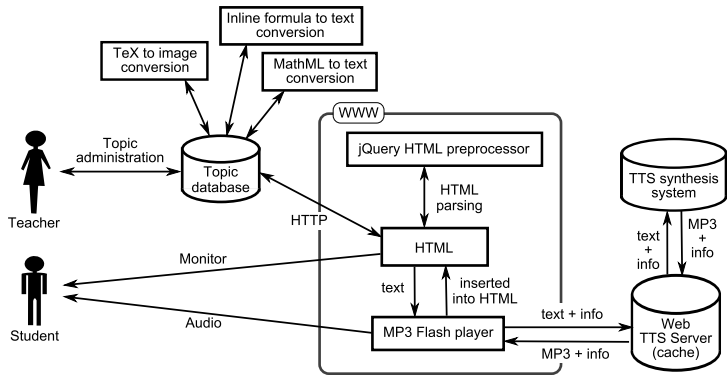 Inline formula to text
conversion
TeX to image
conversion
MathML to text
conversion
WWW
Topic
administration
Topic
database
jQuery HTML preprocessor
TTS synthesis
system
Teacher
HTML
parsing
HTTP
HTML
text
+
info
MP3
+
info
Monitor
text
inserted
into HTML
Student
Audio
MP3 Flash player
text + info
MP3 + info
Web
TTS Server
(cache)